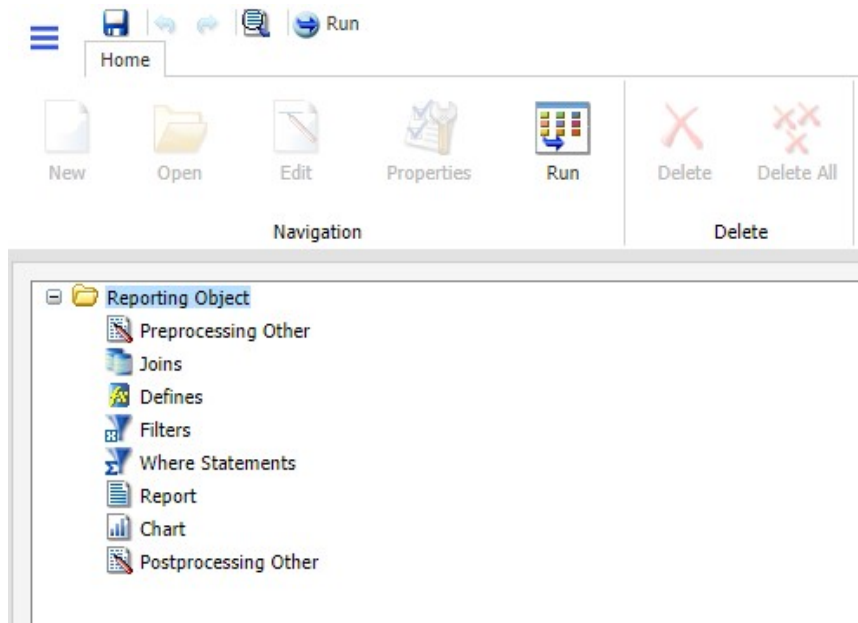 Run
Home
New Open Edit Properties Run Delete Delete All
Navigation Delete
Reporting Object
Preprocessing Other
Joins
Defines
Filters
Where Statements
Report
Chart
Postprocessing Other